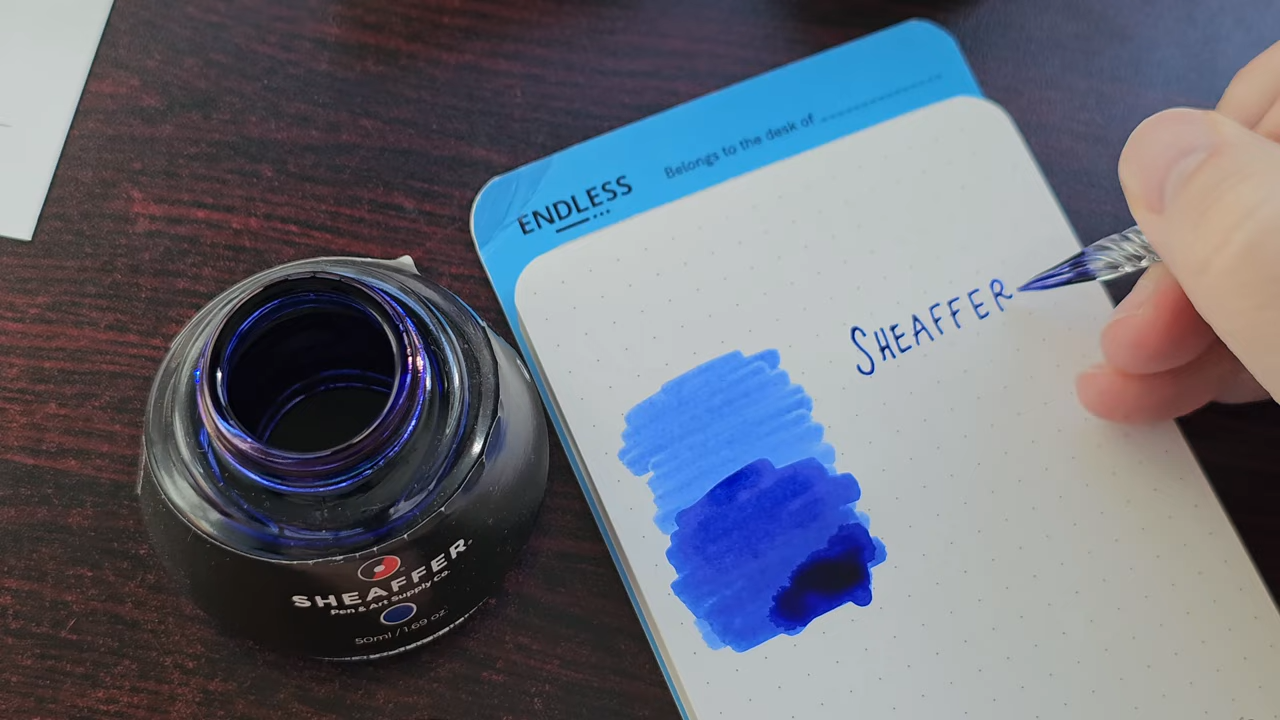 ENDLESS
Belongs to the desk of
SHEAFFER
SHEAFFER
Pen & Art Supply Co.
50ml / 1.69 oz.